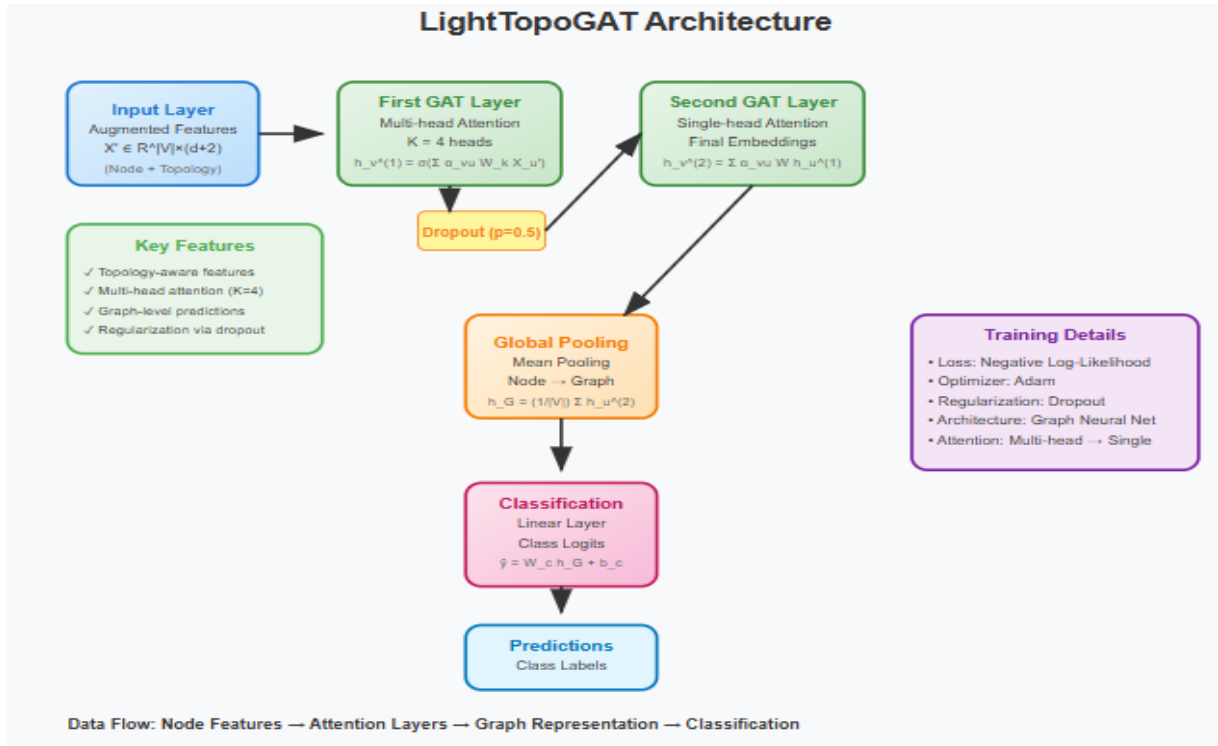 LightTopoGAT Architecture
Input Layer
Augmented Features
X' ∈ R^|V|×(d+2)
(Node + Topology)
First GAT Layer
Multi-head Attention
K = 4 heads
h_v^(1) = σ(Σ α_vu W_k X_u')
Second GAT Layer
Single-head Attention
Final Embeddings
h_v^(2) = Σ α_vu W h_u^(1)
Dropout (p=0.5)
Key Features
✓ Topology-aware features
✓ Multi-head attention (K=4)
✓ Graph-level predictions
✓ Regularization via dropout
Global Pooling
Mean Pooling
Node → Graph
h_G = (1/|V|) Σ h_u^(2)
Training Details
• Loss: Negative Log-Likelihood
• Optimizer: Adam
• Regularization: Dropout
• Architecture: Graph Neural Net
• Attention: Multi-head → Single
Classification
Linear Layer
Class Logits
ŷ = W_c h_G + b_c
Predictions
Class Labels
Data Flow: Node Features → Attention Layers → Graph Representation → Classification